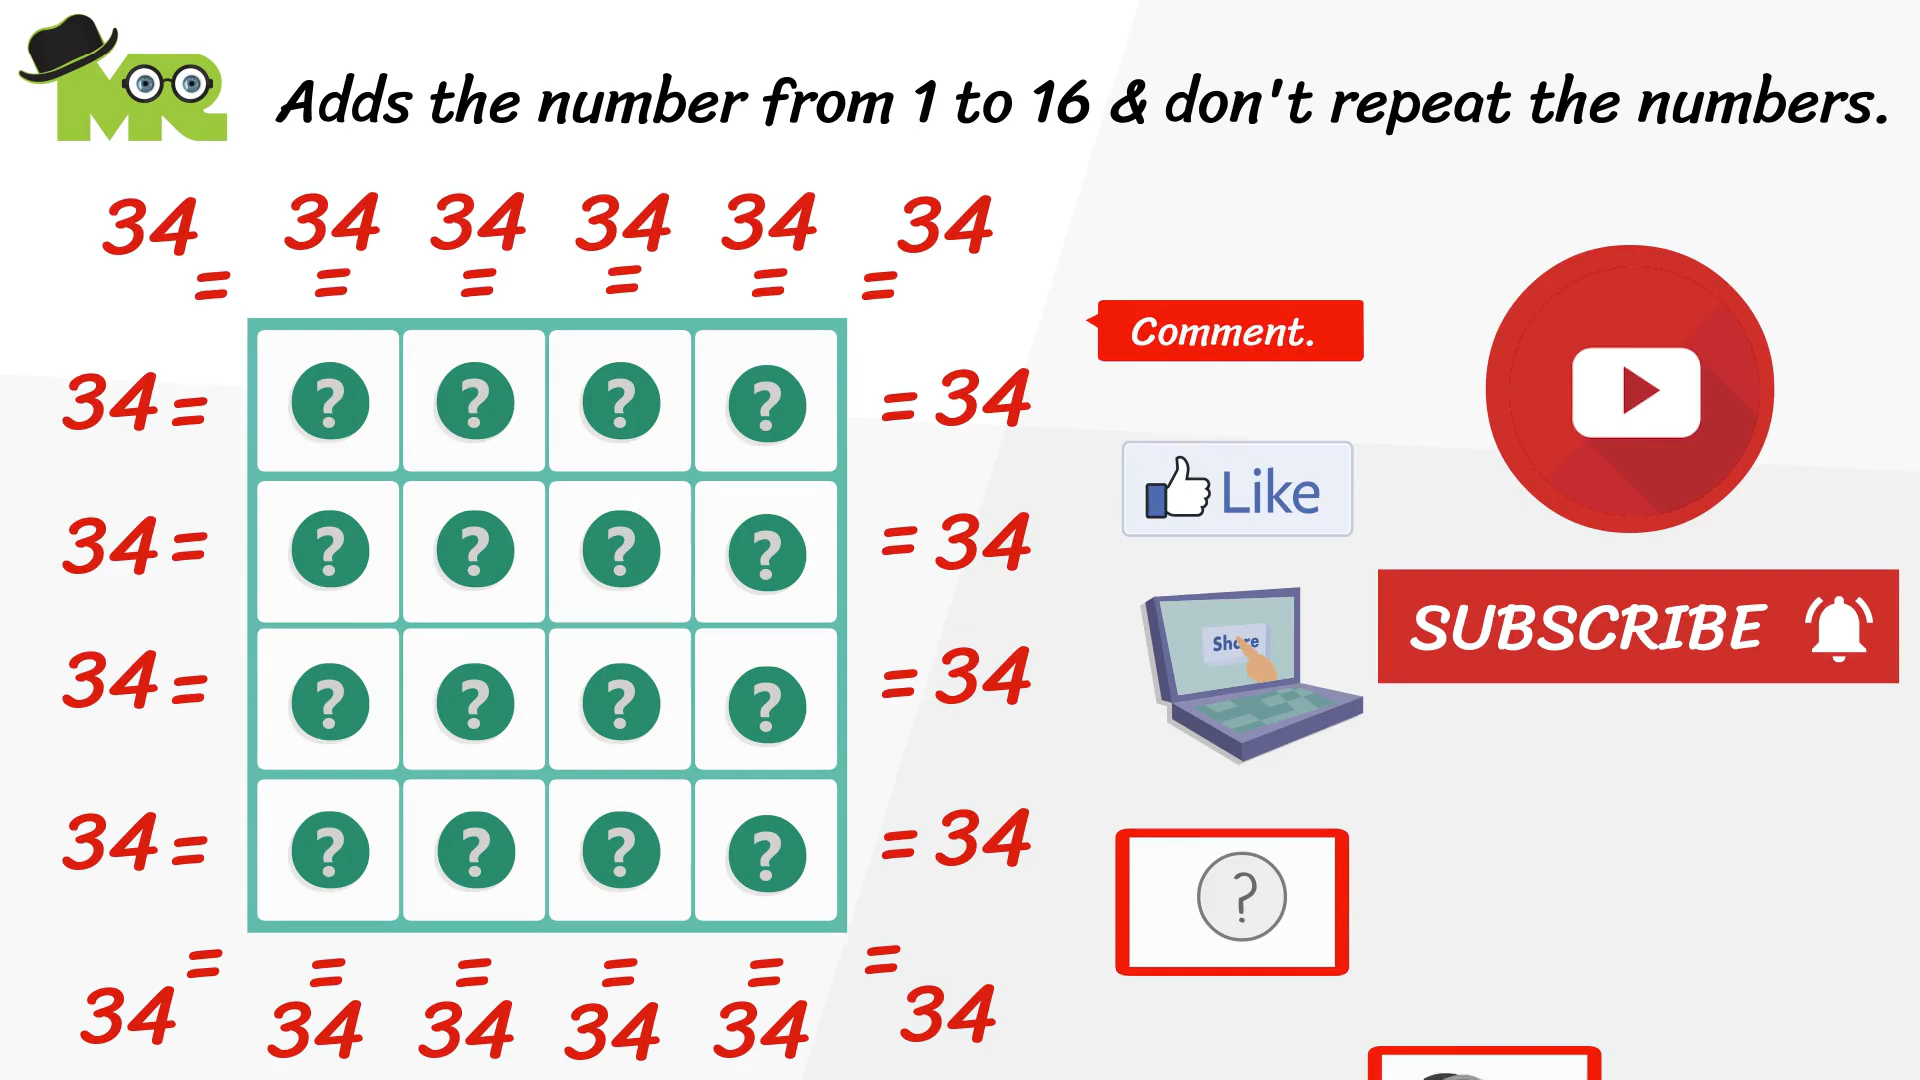 MR
Adds the number from 1 to 16 & don't repeat the numbers.
34 34 34 34 34 34
= = = = = =
34 = ? ? ? ? = 34
34 = ? ? ? ? = 34
34 = ? ? ? ? = 34
34 = ? ? ? ? = 34
= = = = = =
34 34 34 34 34 34
Comment.
Like
Share
?
SUBSCRIBE